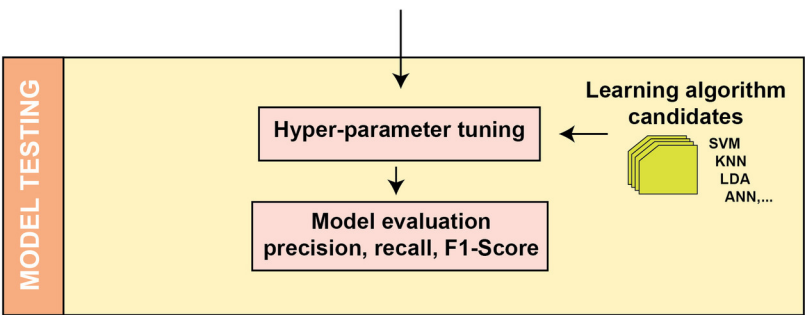 MODEL TESTING
Learning algorithm
candidates
Hyper-parameter tuning
SVM
KNN
LDA
ANN,...
Model evaluation
precision, recall, F1-Score